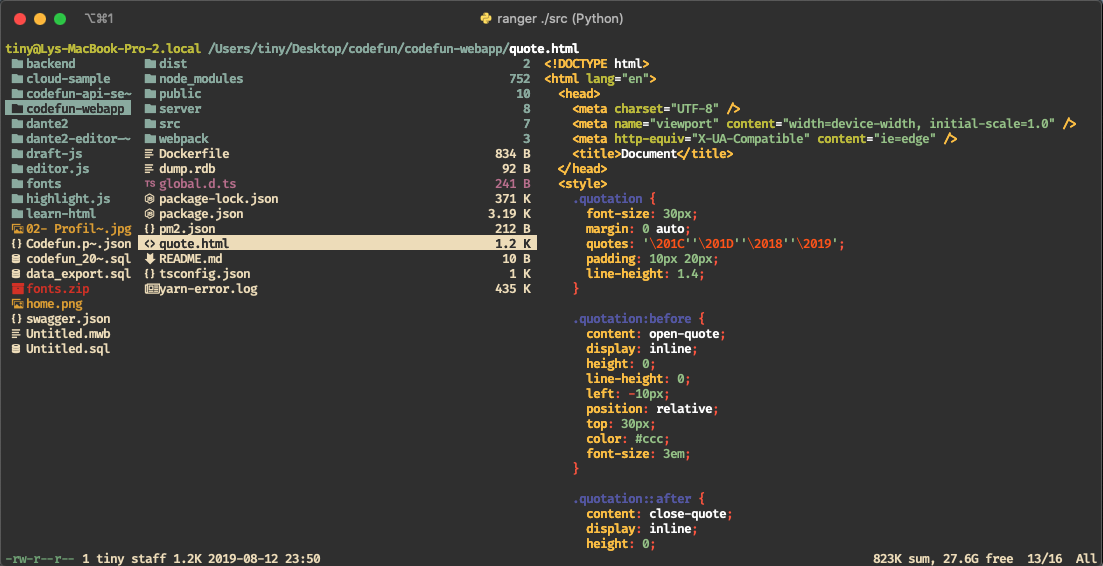 ⌥⌘1
ranger ./src (Python)
tiny@Lys-MacBook-Pro-2.local /Users/tiny/Desktop/codefun/codefun-webapp/quote.html
backend
cloud-sample
codefun-api-se~
codefun-webapp
dante2
dante2-editor-~
draft-js
editor.js
fonts
highlight.js
learn-html
02- Profil~.jpg
{} Codefun.p~.json
codefun_20~.sql
data_export.sql
fonts.zip
home.png
{} swagger.json
Untitled.mwb
Untitled.sql
dist 2
node_modules 752
public 10
server 8
src 7
webpack 3
Dockerfile 834 B
dump.rdb 92 B
TS global.d.ts 241 B
package-lock.json 371 K
package.json 3.19 K
{} pm2.json 212 B
<> quote.html 1.2 K
README.md 10 B
{} tsconfig.json 1 K
yarn-error.log 435 K
<!DOCTYPE html>
<html lang="en">
<head>
<meta charset="UTF-8" />
<meta name="viewport" content="width=device-width, initial-scale=1.0" />
<meta http-equiv="X-UA-Compatible" content="ie=edge" />
<title>Document</title>
</head>
<style>
.quotation {
font-size: 30px;
margin: 0 auto;
quotes: '\201C''\201D''\2018''\2019';
padding: 10px 20px;
line-height: 1.4;
}
.quotation:before {
content: open-quote;
display: inline;
height: 0;
line-height: 0;
left: -10px;
position: relative;
top: 30px;
color: #ccc;
font-size: 3em;
}
.quotation::after {
content: close-quote;
display: inline;
height: 0;
-rw-r--r-- 1 tiny staff 1.2K 2019-08-12 23:50
823K sum, 27.6G free 13/16 All